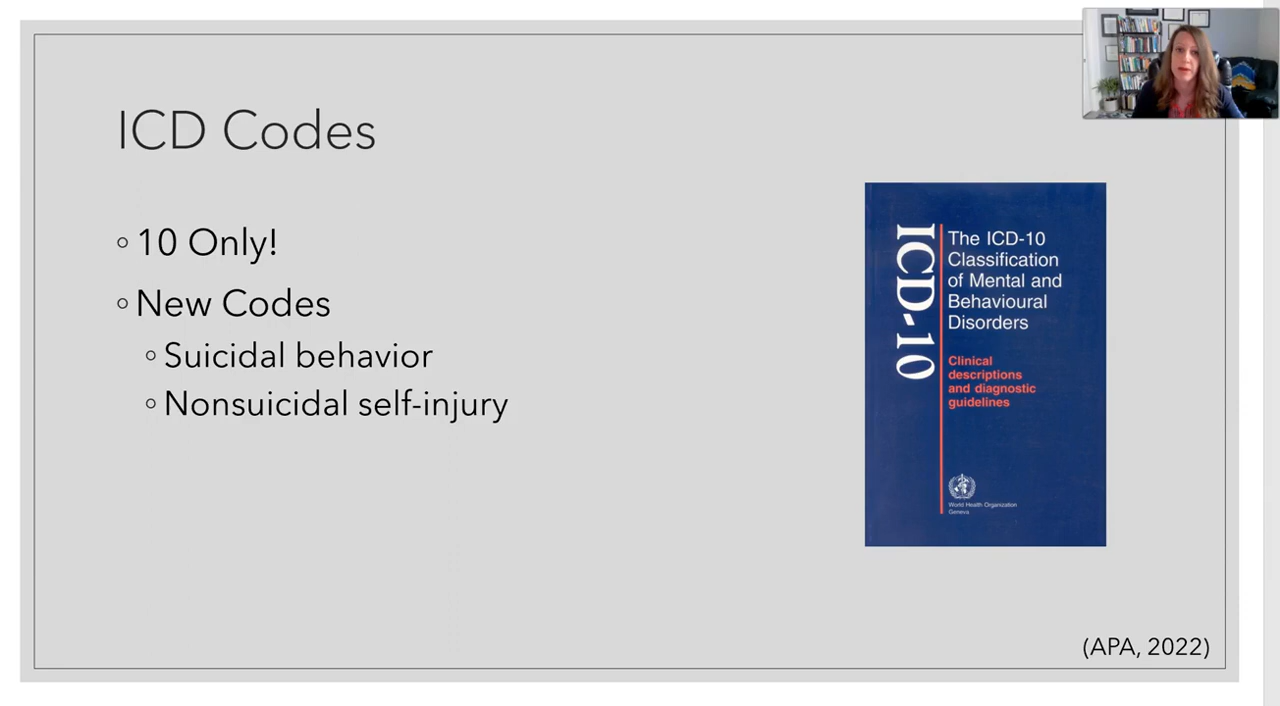 ICD Codes
10 Only!
New Codes
Suicidal behavior
Nonsuicidal self-injury
ICD-10
The ICD-10
Classification
of Mental and
Behavioural
Disorders
Clinical
descriptions
and diagnostic
guidelines
World Health Organization
Geneva
(APA, 2022)